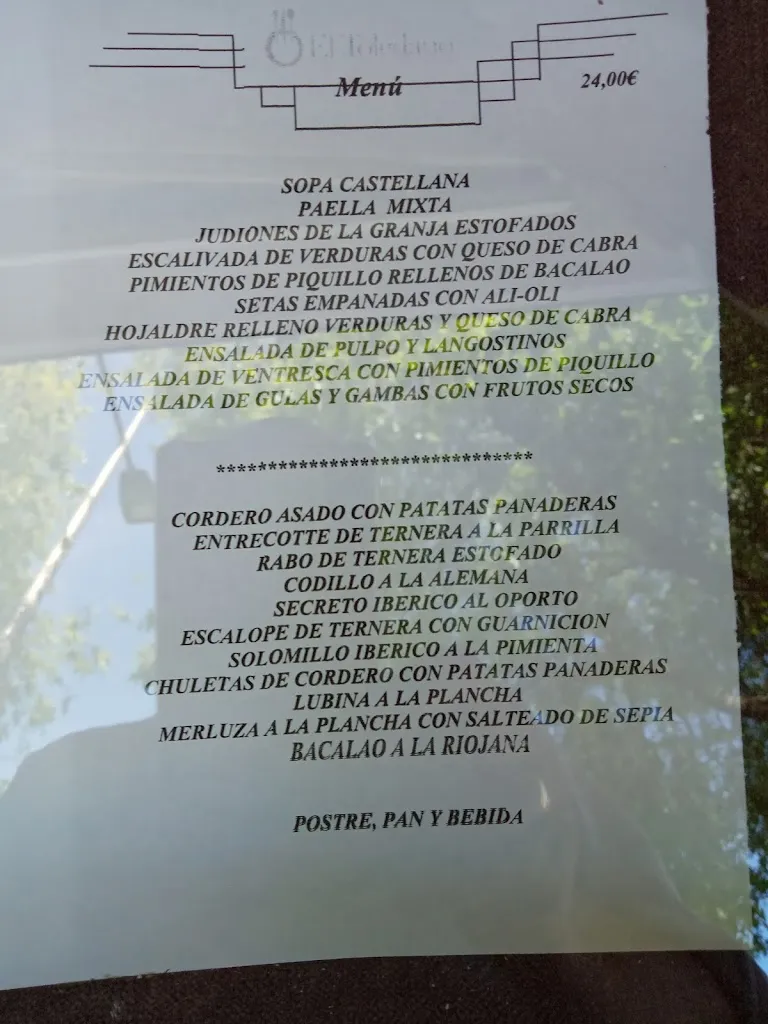 Menú
24,00€
SOPA CASTELLANA
PAELLA MIXTA
JUDIONES DE LA GRANJA ESTOFADOS
ESCALIVADA DE VERDURAS CON QUESO DE CABRA
PIMIENTOS DE PIQUILLO RELLENOS DE BACALAO
SETAS EMPANADAS CON ALI-OLI
HOJALDRE RELLENO VERDURAS Y QUESO DE CABRA
ENSALADA DE PULPO Y LANGOSTINOS
ENSALADA DE VENTRESCA CON PIMIENTOS DE PIQUILLO
ENSALADA DE GULAS Y GAMBAS CON FRUTOS SECOS
*******************************
CORDERO ASADO CON PATATAS PANADERAS
ENTRECOTTE DE TERNERA A LA PARRILLA
RABO DE TERNERA ESTOFADO
CODILLO A LA ALEMANA
SECRETO IBERICO AL OPORTO
ESCALOPE DE TERNERA CON GUARNICION
SOLOMILLO IBERICO A LA PIMIENTA
CHULETAS DE CORDERO CON PATATAS PANADERAS
LUBINA A LA PLANCHA
MERLUZA A LA PLANCHA CON SALTEADO DE SEPIA
BACALAO A LA RIOJANA
POSTRE, PAN Y BEBIDA